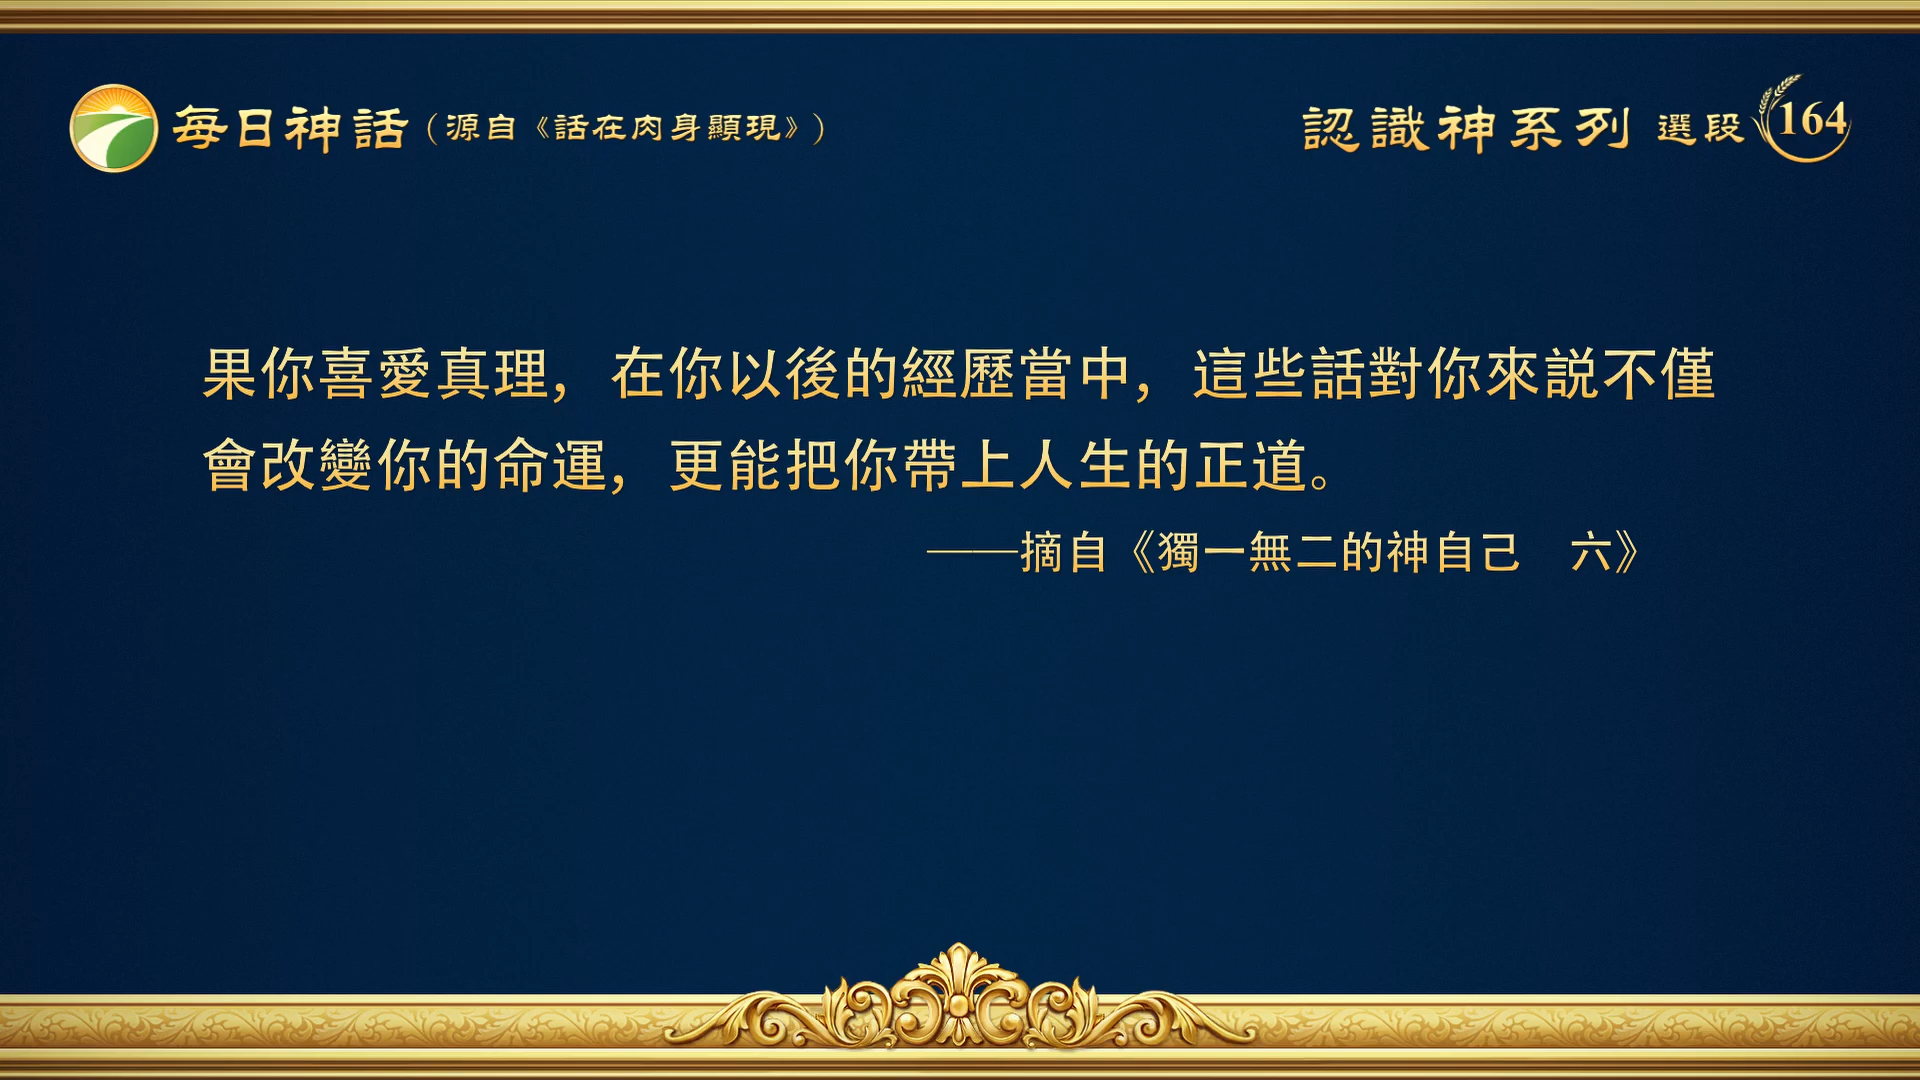 每日神話（源自《話在肉身顯現》）
認識神系列 選段 164
果你喜愛真理，在你以後的經歷當中，這些話對你來説不僅
會改變你的命運，更能把你帶上人生的正道。
——摘自《獨一無二的神自己　六》